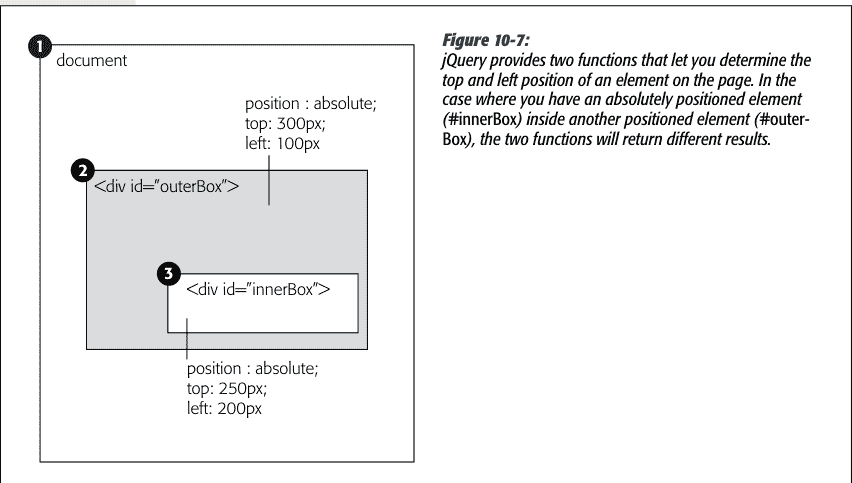 1
document
position : absolute;
top: 300px;
left: 100px
2
<div id="outerBox">
3
<div id="innerBox">
position : absolute;
top: 250px;
left: 200px
Figure 10-7:
jQuery provides two functions that let you determine the
top and left position of an element on the page. In the
case where you have an absolutely positioned element
(#innerBox) inside another positioned element (#outer-
Box), the two functions will return different results.